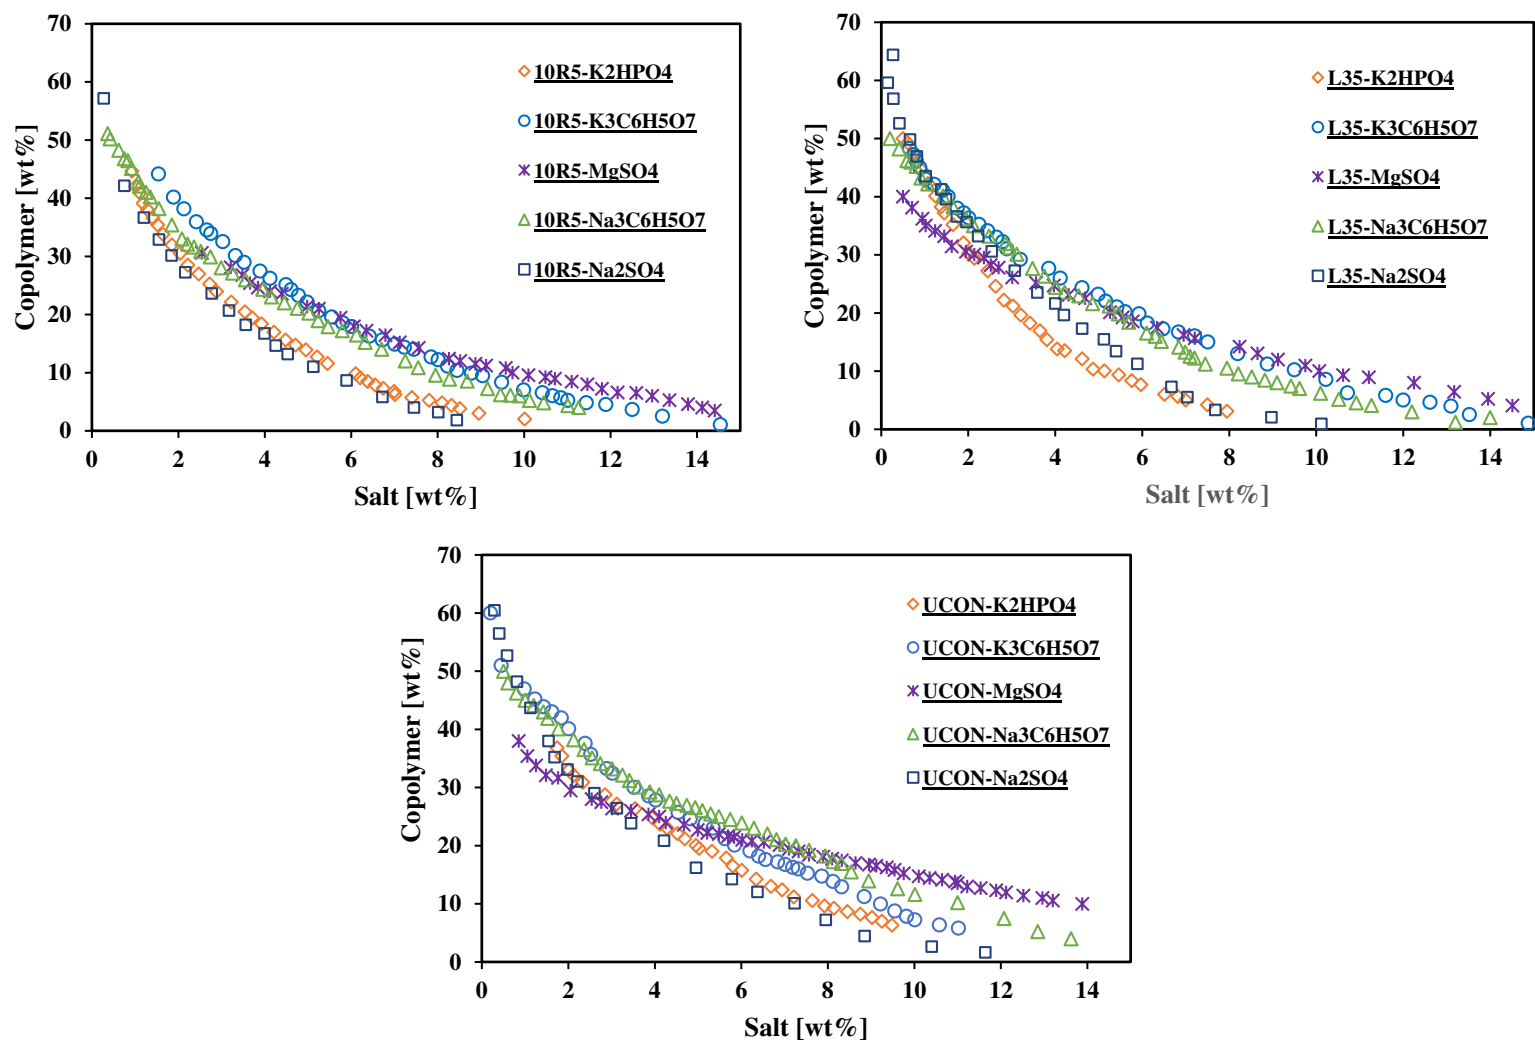 70
60
50
40
30
20
10
0
Copolymer [wt%]
10R5-K2HPO4
10R5-K3C6H5O7
10R5-MgSO4
10R5-Na3C6H5O7
10R5-Na2SO4
0 2 4 6 8 10 12 14
Salt [wt%]
70
60
50
40
30
20
10
0
Copolymer [wt%]
L35-K2HPO4
L35-K3C6H5O7
L35-MgSO4
L35-Na3C6H5O7
L35-Na2SO4
0 2 4 6 8 10 12 14
Salt [wt%]
70
60
50
40
30
20
10
0
Copolymer [wt%]
UCON-K2HPO4
UCON-K3C6H5O7
UCON-MgSO4
UCON-Na3C6H5O7
UCON-Na2SO4
0 2 4 6 8 10 12 14
Salt [wt%]